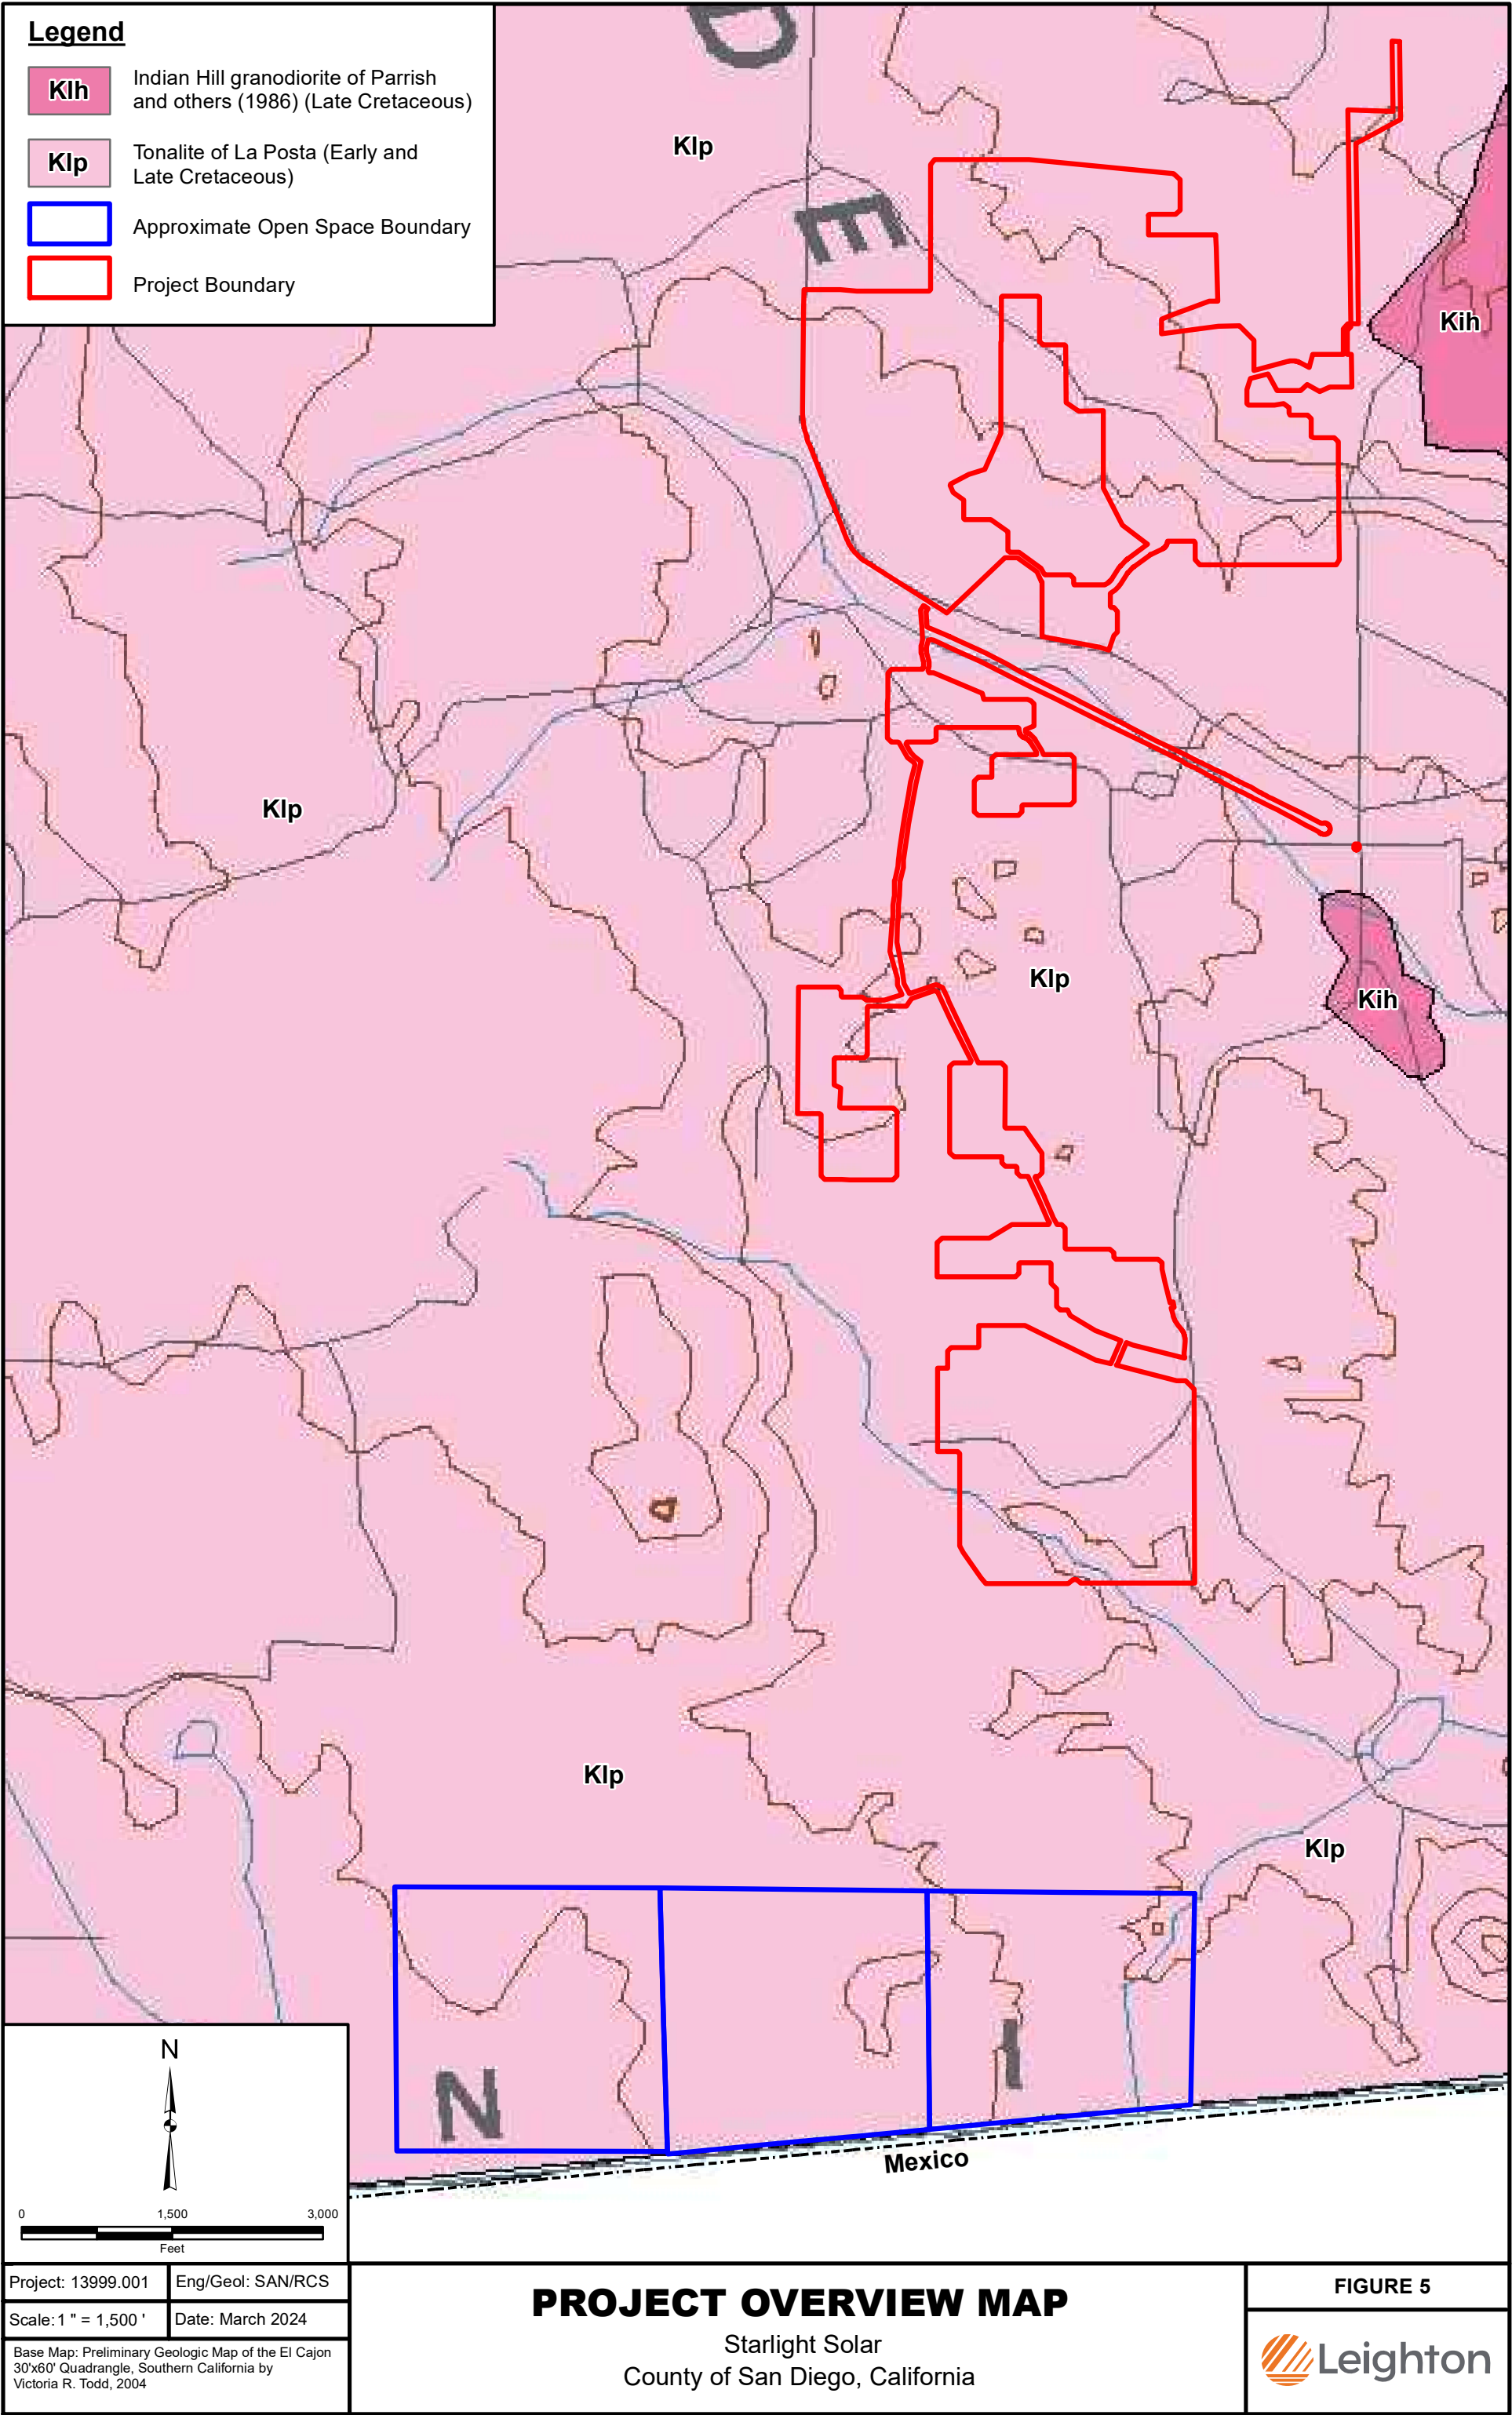 Legend
Klh
Indian Hill granodiorite of Parrish
and others (1986) (Late Cretaceous)
Klp
Tonalite of La Posta (Early and
Late Cretaceous)
Approximate Open Space Boundary
Project Boundary
Klp
E
Kih
Klp
Klp
Kih
Klp
Klp
N
I
Mexico
N
0 1,500 3,000
Feet
Project: 13999.001
Eng/Geol: SAN/RCS
Scale: 1 " = 1,500 '
Date: March 2024
Base Map: Preliminary Geologic Map of the El Cajon
30'x60' Quadrangle, Southern California by
Victoria R. Todd, 2004
PROJECT OVERVIEW MAP
Starlight Solar
County of San Diego, California
FIGURE 5
Leighton